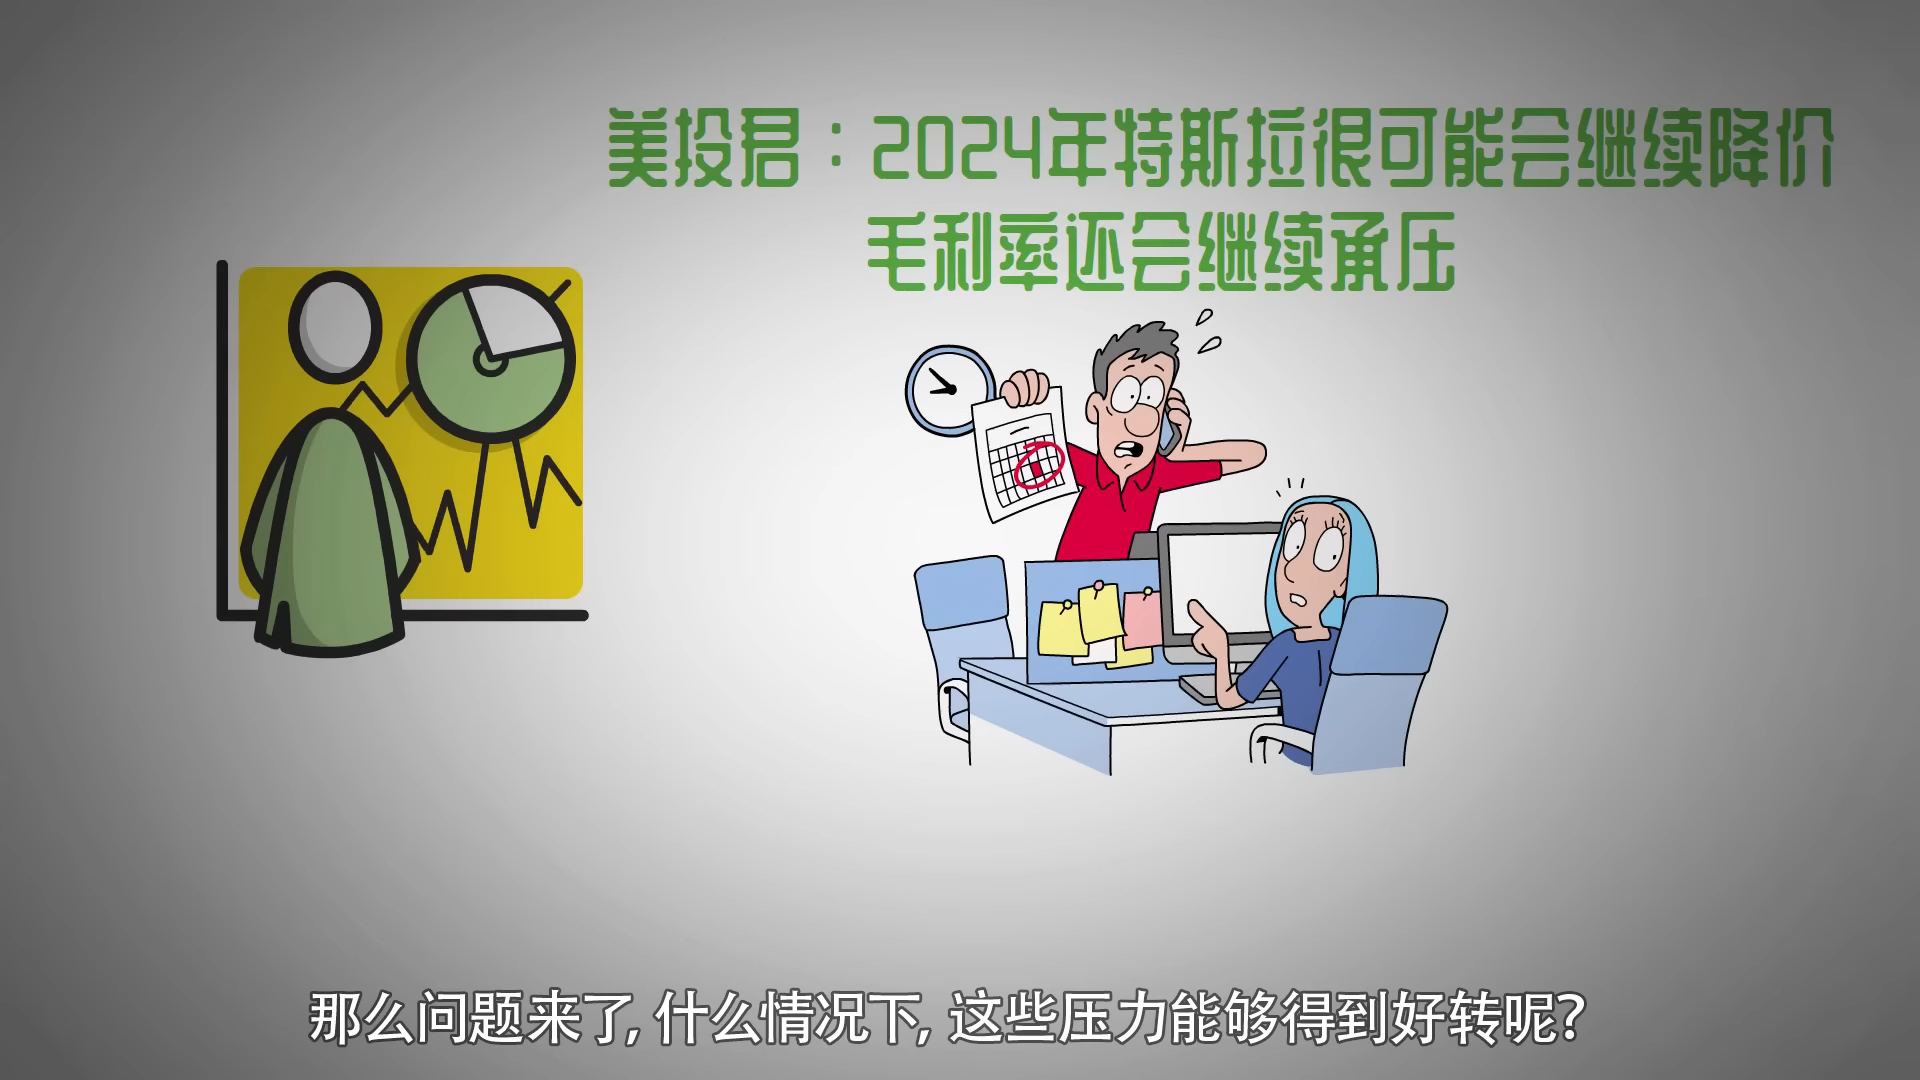 美投君：2024年特斯拉很可能会继续降价
毛利率还会继续承压
那么问题来了, 什么情况下, 这些压力能够得到好转呢?